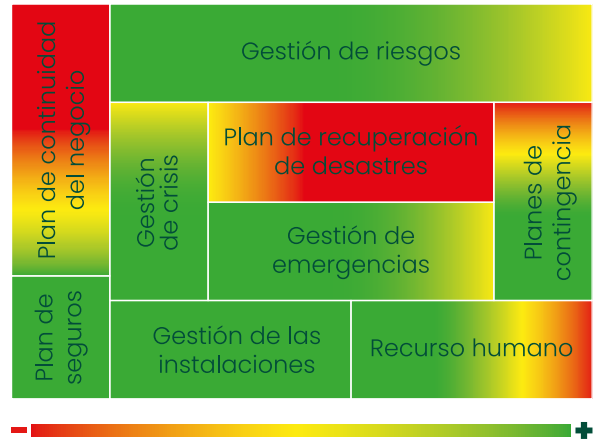 Plan de continuidad
del negocio
Gestión de riesgos
Gestión
de crisis
Plan de recuperación
de desastres
Planes de
contingencia
Gestión de
emergencias
Plan de
seguros
Gestión de las
instalaciones
Recurso humano